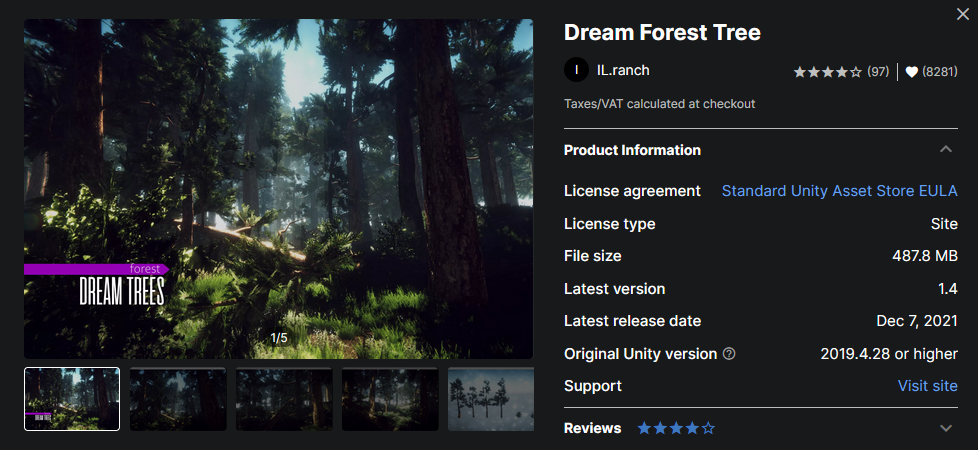 Dream Forest Tree
I
IL.ranch
(97)
(8281)
Taxes/VAT calculated at checkout
Product Information
License agreement Standard Unity Asset Store EULA
License type Site
File size 487.8 MB
Latest version 1.4
Latest release date Dec 7, 2021
Original Unity version ? 2019.4.28 or higher
Support Visit site
Reviews
forest
DREAM TREES
1/5
DREAM TREES